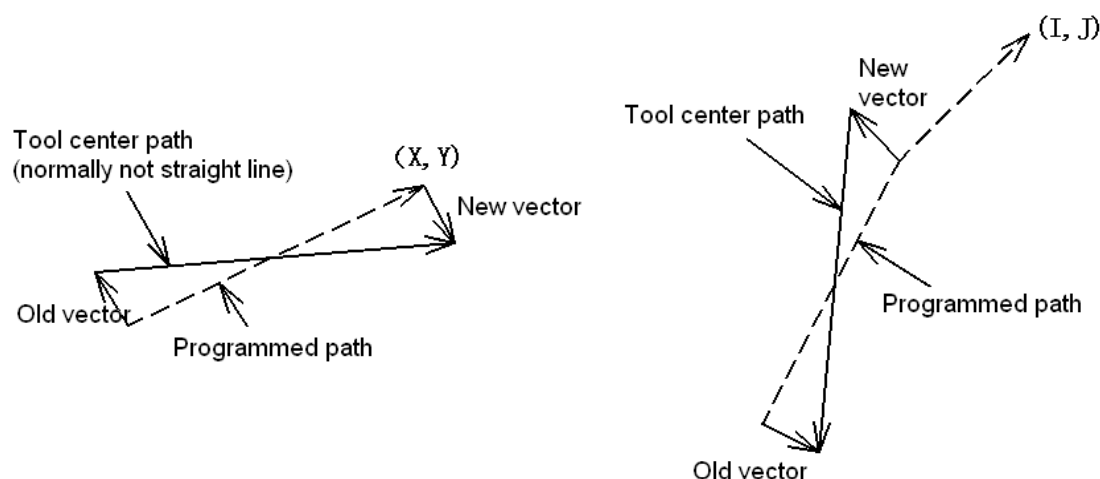 Tool center path
(normally not straight line)
(X, Y)
New vector
Old vector
Programmed path
(I, J)
New
vector
Tool center path
Programmed path
Old vector